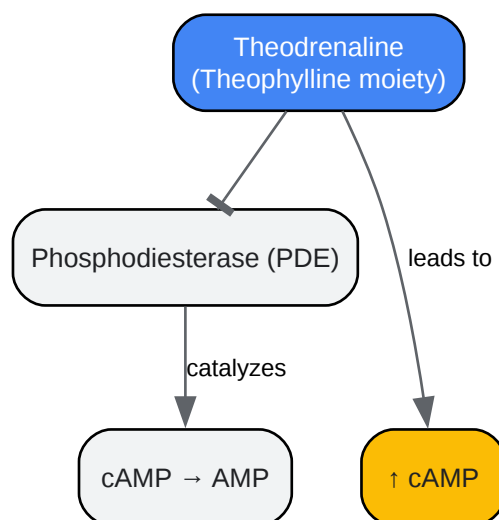 Theodrenaline
(Theophylline moiety)
Phosphodiesterase (PDE)
leads to
catalyzes
cAMP → AMP
↑ cAMP